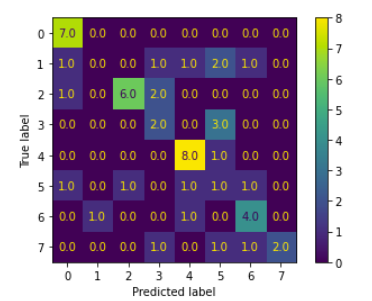 0 7.0 0.0 0.0 0.0 0.0 0.0 0.0 0.0
1 1.0 0.0 0.0 1.0 1.0 2.0 1.0 0.0
2 1.0 0.0 6.0 2.0 0.0 0.0 0.0 0.0
3 0.0 0.0 0.0 2.0 0.0 3.0 0.0 0.0
4 0.0 0.0 0.0 0.0 8.0 1.0 0.0 0.0
5 1.0 0.0 1.0 0.0 1.0 1.0 1.0 0.0
6 0.0 1.0 0.0 0.0 1.0 0.0 4.0 0.0
7 0.0 0.0 0.0 1.0 0.0 1.0 1.0 2.0
0 1 2 3 4 5 6 7
Predicted label
True label
8
7
6
5
4
3
2
1
0